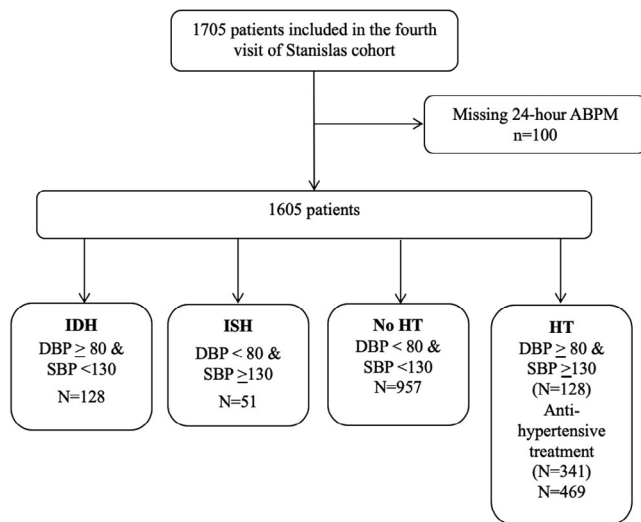 1705 patients included in the fourth
visit of Stanislas cohort
Missing 24-hour ABPM
n=100
1605 patients
IDH
DBP ≥ 80 &
SBP <130
N=128
ISH
DBP < 80 &
SBP ≥130
N=51
No HT
DBP < 80 &
SBP <130
N=957
HT
DBP ≥ 80 &
SBP ≥130
(N=128)
Anti-
hypertensive
treatment
(N=341)
N=469